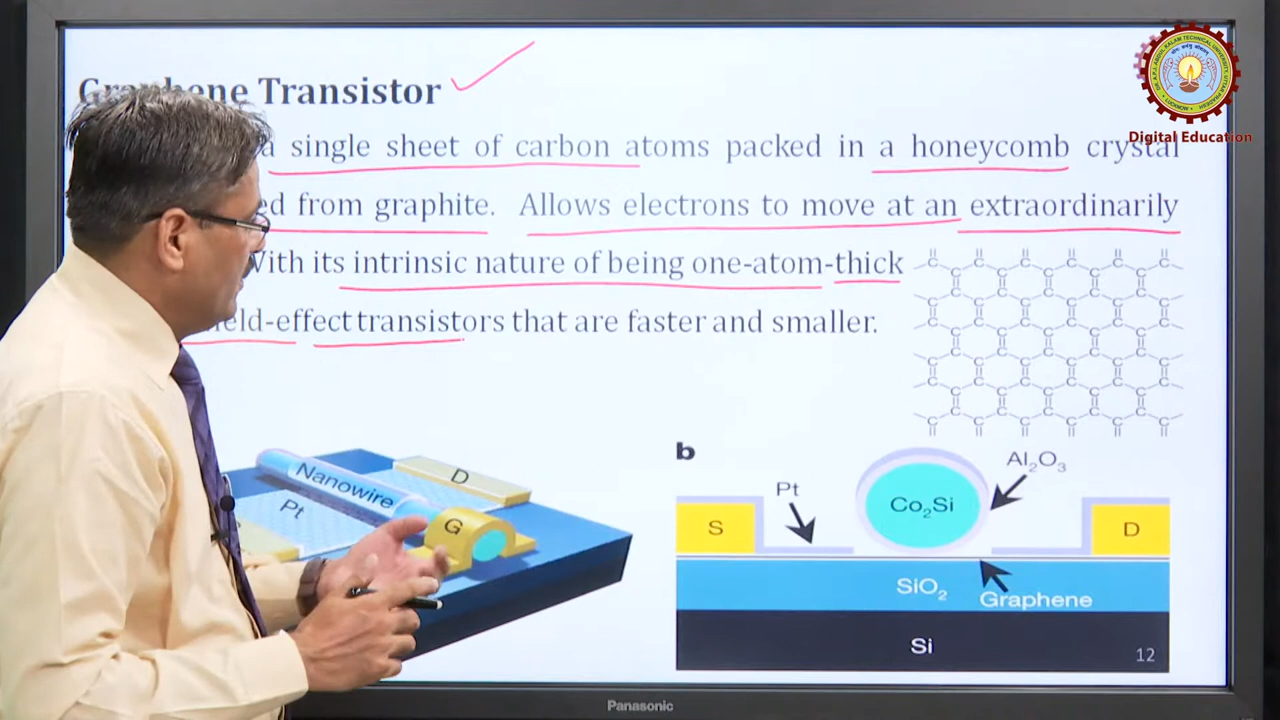 Graphene Transistor
a single sheet of carbon atoms packed in a honeycomb crystal
ed from graphite. Allows electrons to move at an extraordinarily
With its intrinsic nature of being one-atom-thick
field-effect transistors that are faster and smaller.
Digital Education
Nanowire
D
Pt
G
b
Pt
Al₂O₃
S
Co₂Si
D
SiO₂
Graphene
Si
12
Panasonic